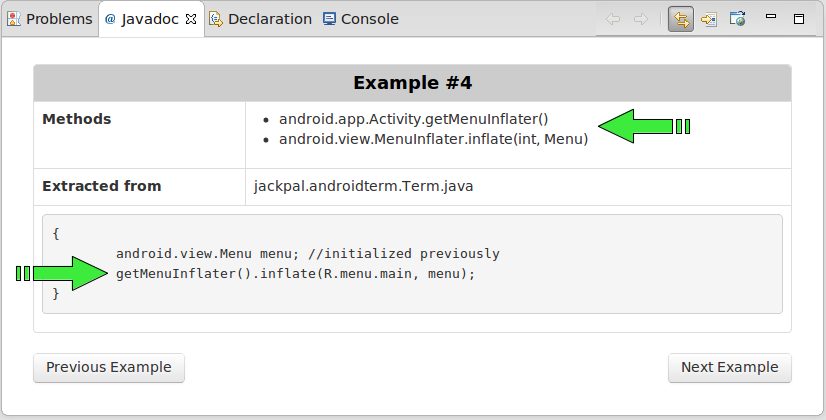 Problems @ Javadoc Declaration Console
Example #4
Methods
• android.app.Activity.getMenuInflater()
• android.view.MenuInflater.inflate(int, Menu)
Extracted from jackpal.androidterm.Term.java
{
android.view.Menu menu; //initialized previously
getMenuInflater().inflate(R.menu.main, menu);
}
Previous Example Next Example